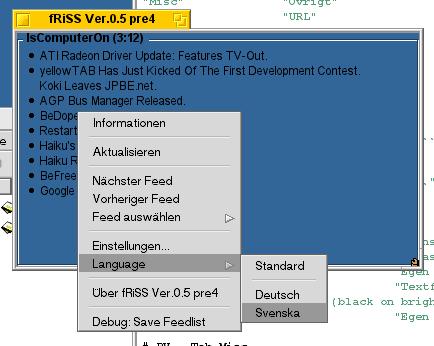 "Misc" "Övrigt"
"URL"
fRiSS Ver.0.5 pre4
IsComputerOn (3:12)
ATI Radeon Driver Update: Features TV-Out.
yellowTAB Has Just Kicked Of The First Development Contest.
Koki Leaves JPBE.net.
AGP Bus Manager Released.
BeDope
Restart
Haiku's
Haiku R
BeFree
Google
Informationen
Aktualisieren
Nächster Feed
Vorheriger Feed
Feed auswählen
Einstellungen...
Language
Über fRiSS Ver.0.5 pre4
Debug: Save Feedlist
Standard
Deutsch
Svenska
"Egen
"Textf
(black on brigh
"Egen